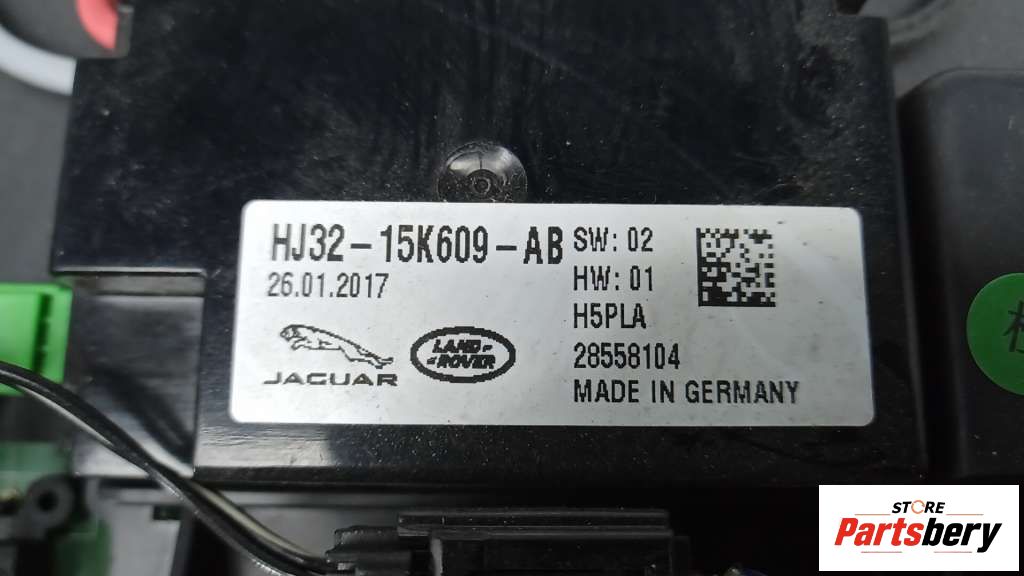 HJ32-15K609-AB
26.01.2017
SW: 02
HW: 01
H5PLA
28558104
MADE IN GERMANY
JAGUAR
LAND-
-ROVER
STORE
Partsbery